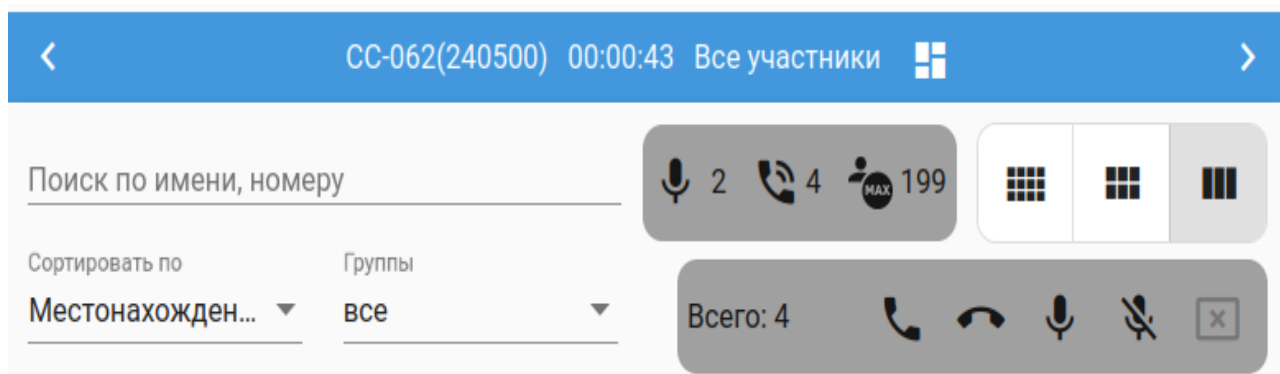 СС-062(240500) 00:00:43 Все участники
Поиск по имени, номеру
2 4 MAX 199
Сортировать по Группы
Местонахожден... все
Всего: 4